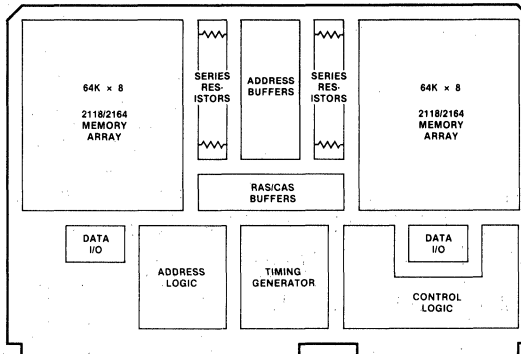 64K × 8
2118/2164
MEMORY
ARRAY
SERIES
RES-
ISTORS
ADDRESS
BUFFERS
SERIES
RES-
ISTORS
64K × 8
2118/2164
MEMORY
ARRAY
RAS/CAS
BUFFERS
DATA
I/O
ADDRESS
LOGIC
TIMING
GENERATOR
DATA
I/O
CONTROL
LOGIC